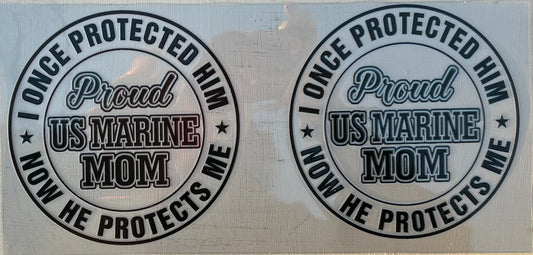 I ONCE PROTECTED HIM
Proud
US MARINE
MOM
NOW HE PROTECTS ME
I ONCE PROTECTED HIM
Proud
US MARINE
MOM
NOW HE PROTECTS ME